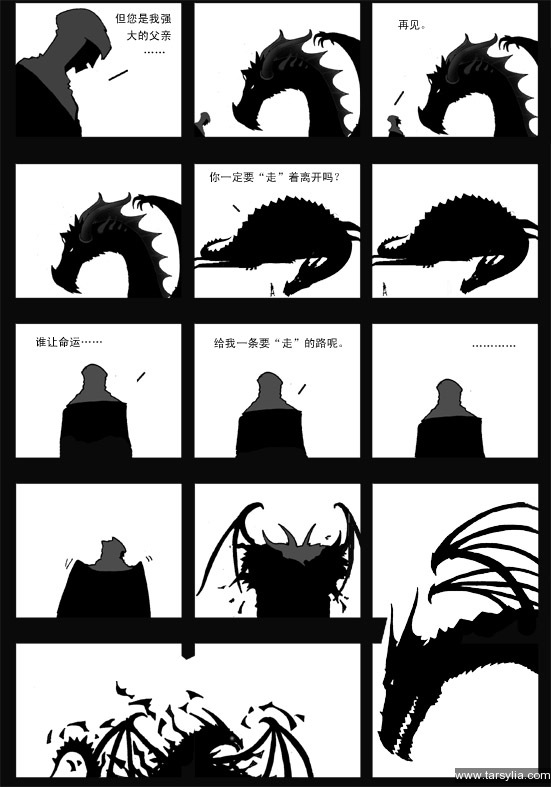 但您是我强
大的父亲
……
再见。
你一定要“走”着离开吗？
谁让命运……
给我一条要“走”的路呢。
…………
www.tarsylia.com